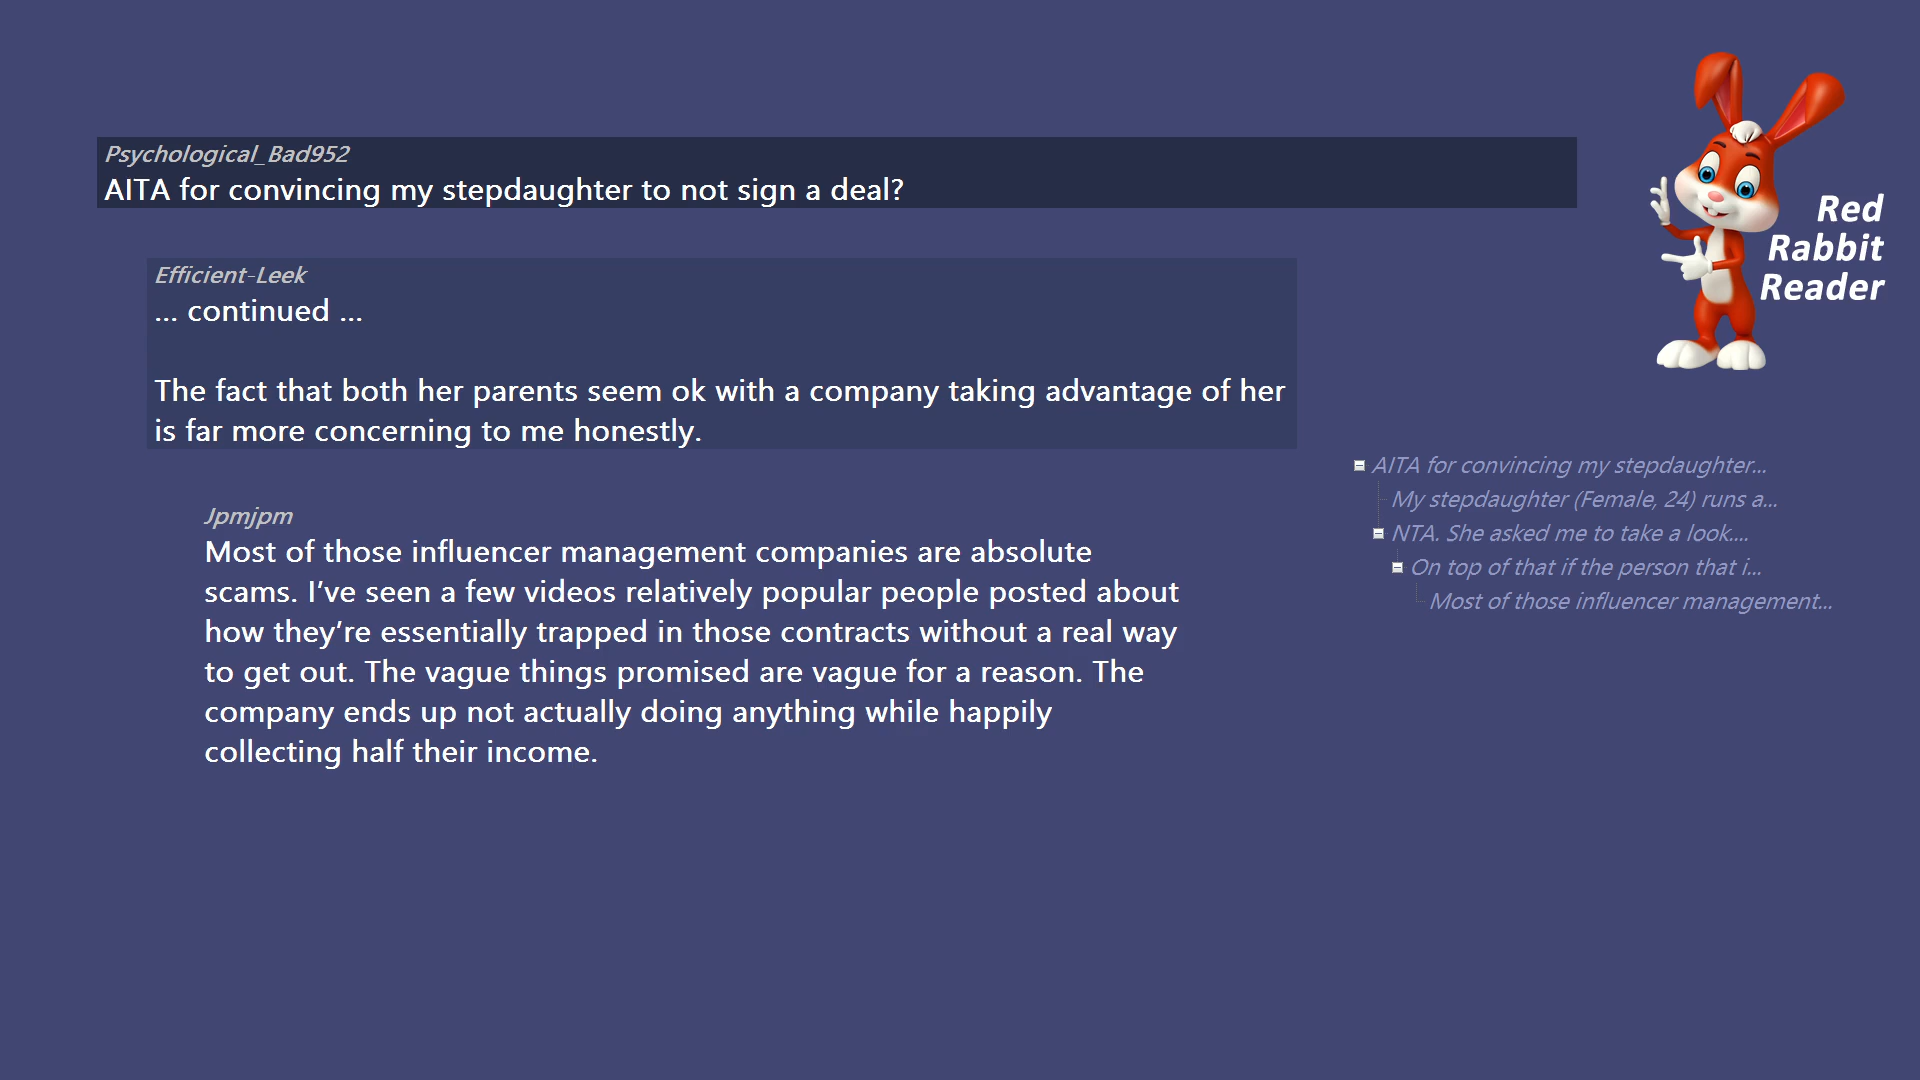 Psychological_Bad952
AITA for convincing my stepdaughter to not sign a deal?
Efficient-Leek
... continued ...
The fact that both her parents seem ok with a company taking advantage of her
is far more concerning to me honestly.
Jpmjpm
Most of those influencer management companies are absolute
scams. I’ve seen a few videos relatively popular people posted about
how they’re essentially trapped in those contracts without a real way
to get out. The vague things promised are vague for a reason. The
company ends up not actually doing anything while happily
collecting half their income.
Red
Rabbit
Reader
AITA for convincing my stepdaughter...
My stepdaughter (Female, 24) runs a...
NTA. She asked me to take a look....
On top of that if the person that i...
Most of those influencer management...